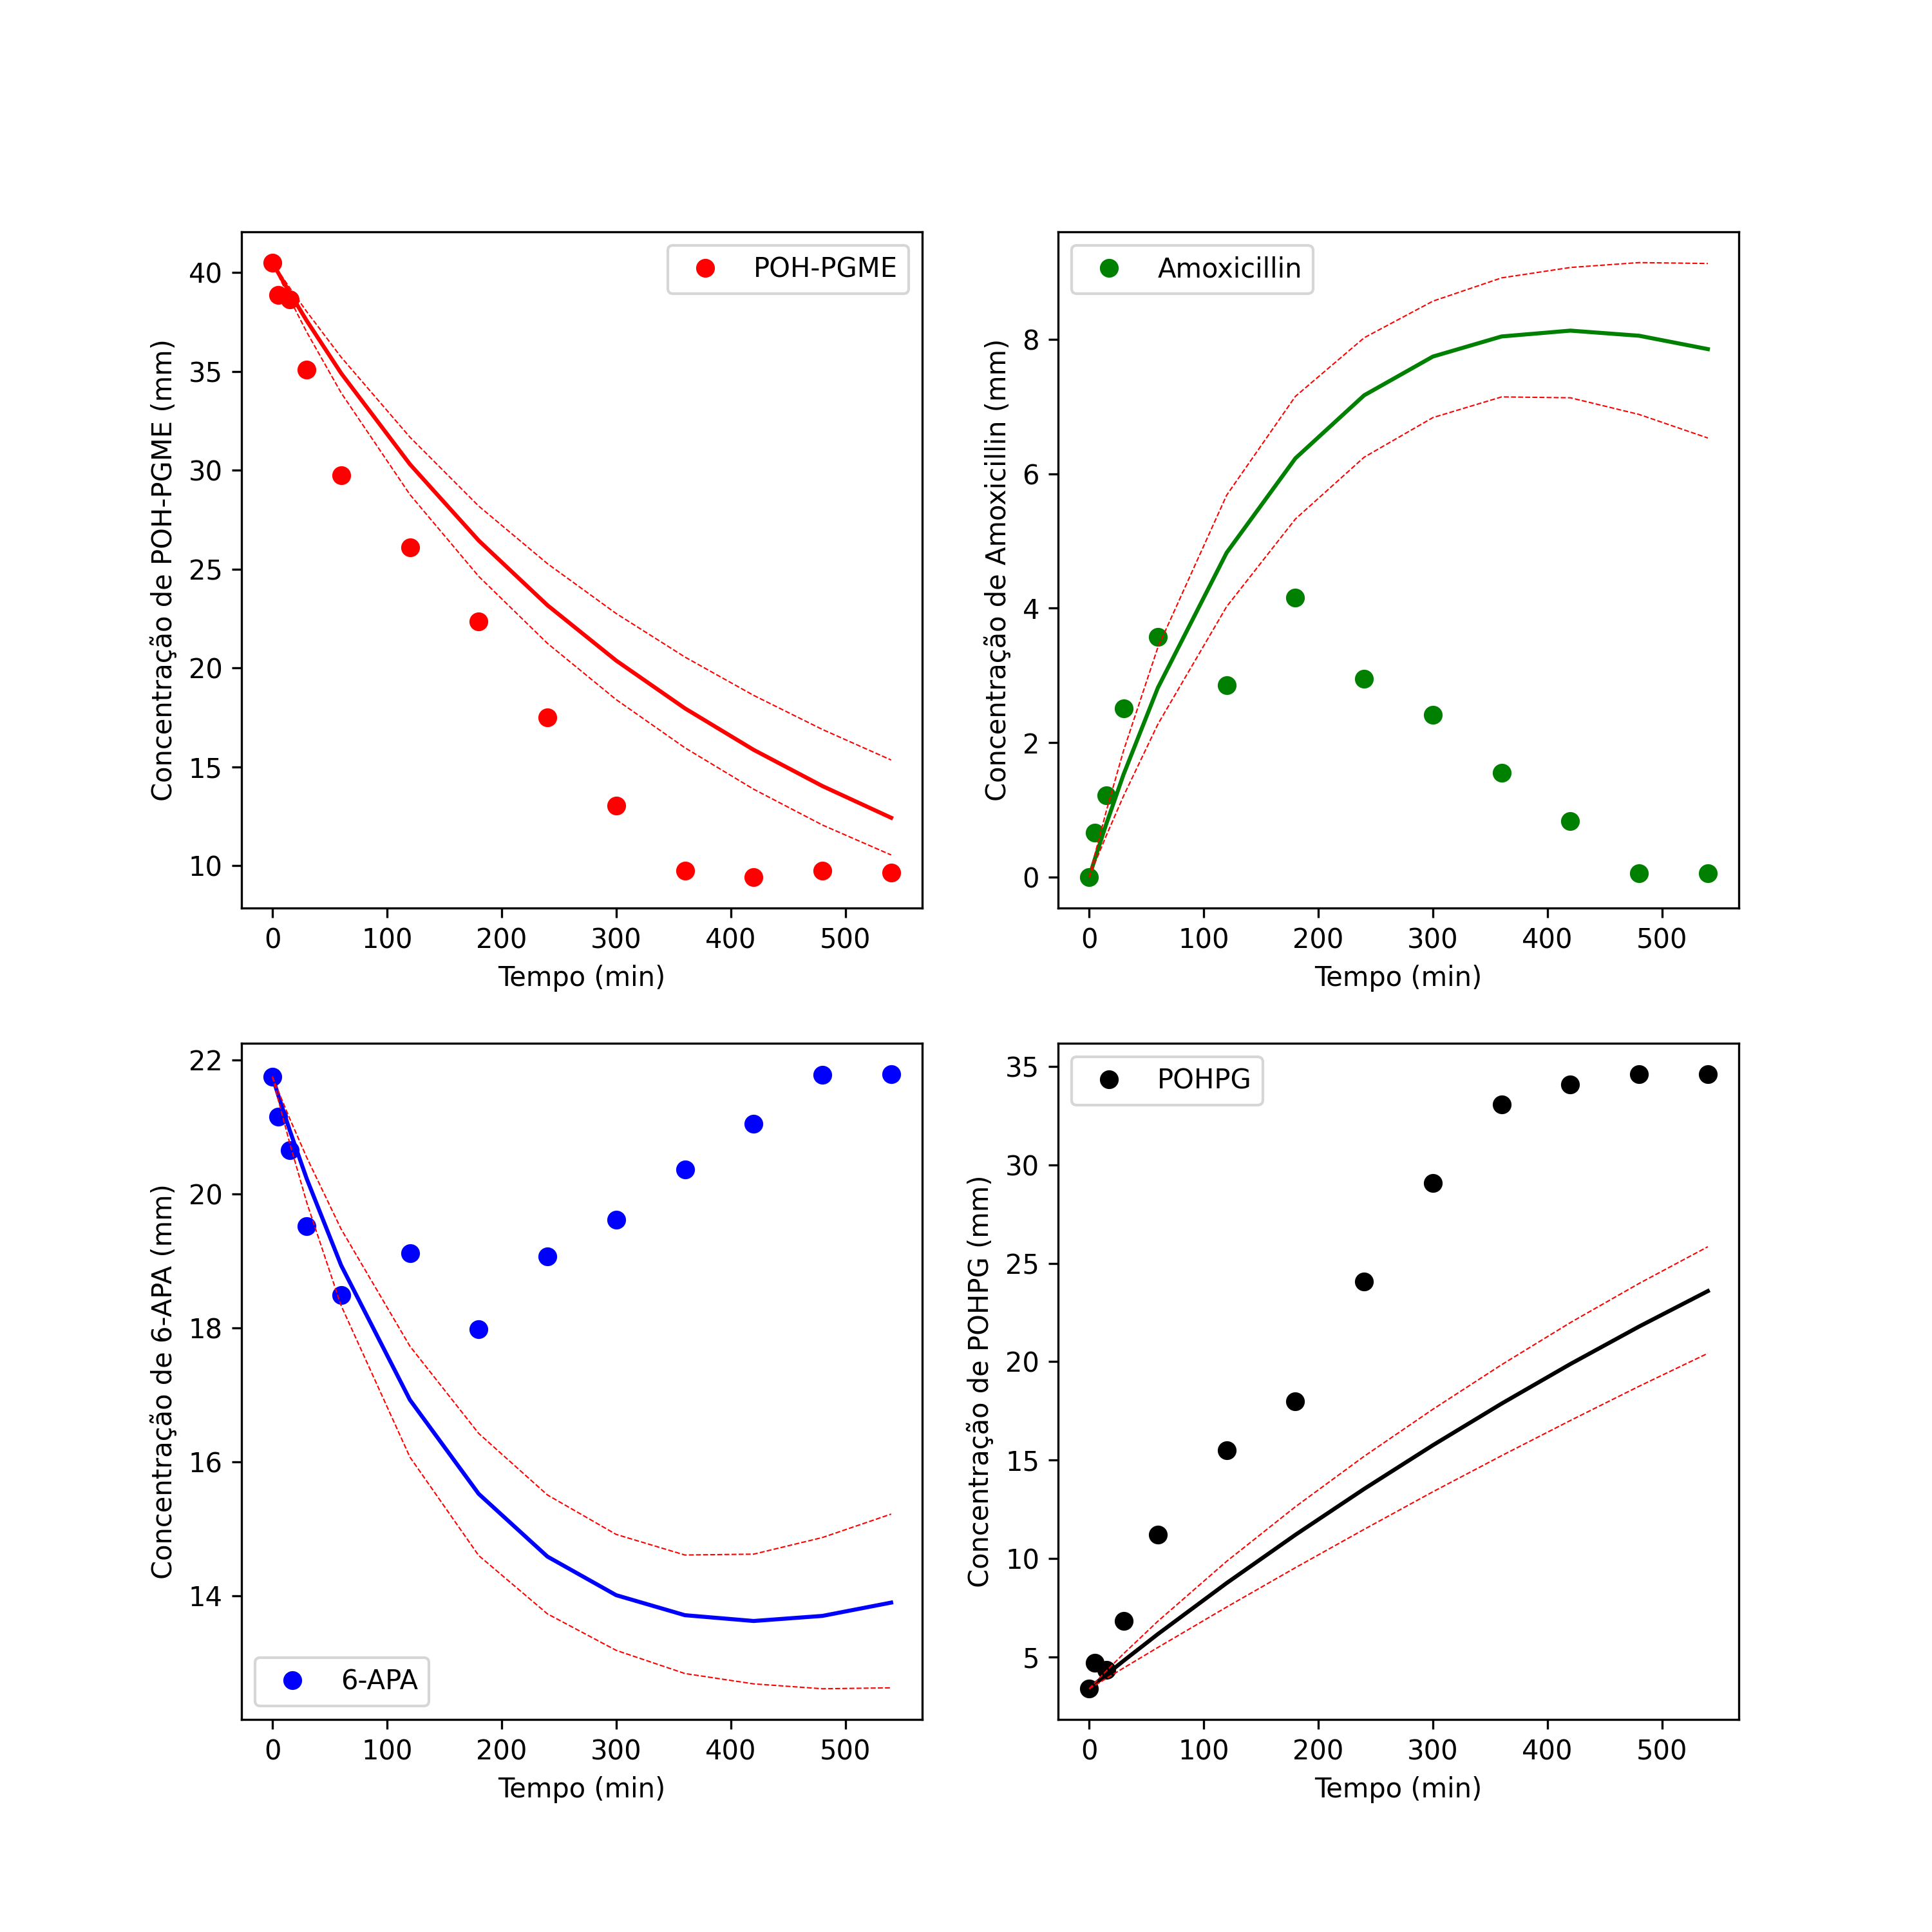 POH-PGME
Concentração de POH-PGME (mm)
40
35
30
25
20
15
10
0 100 200 300 400 500
Tempo (min)
Amoxicillin
Concentração de Amoxicillin (mm)
8
6
4
2
0
0 100 200 300 400 500
Tempo (min)
6-APA
Concentração de 6-APA (mm)
22
20
18
16
14
0 100 200 300 400 500
Tempo (min)
POHPG
Concentração de POHPG (mm)
35
30
25
20
15
10
5
0 100 200 300 400 500
Tempo (min)